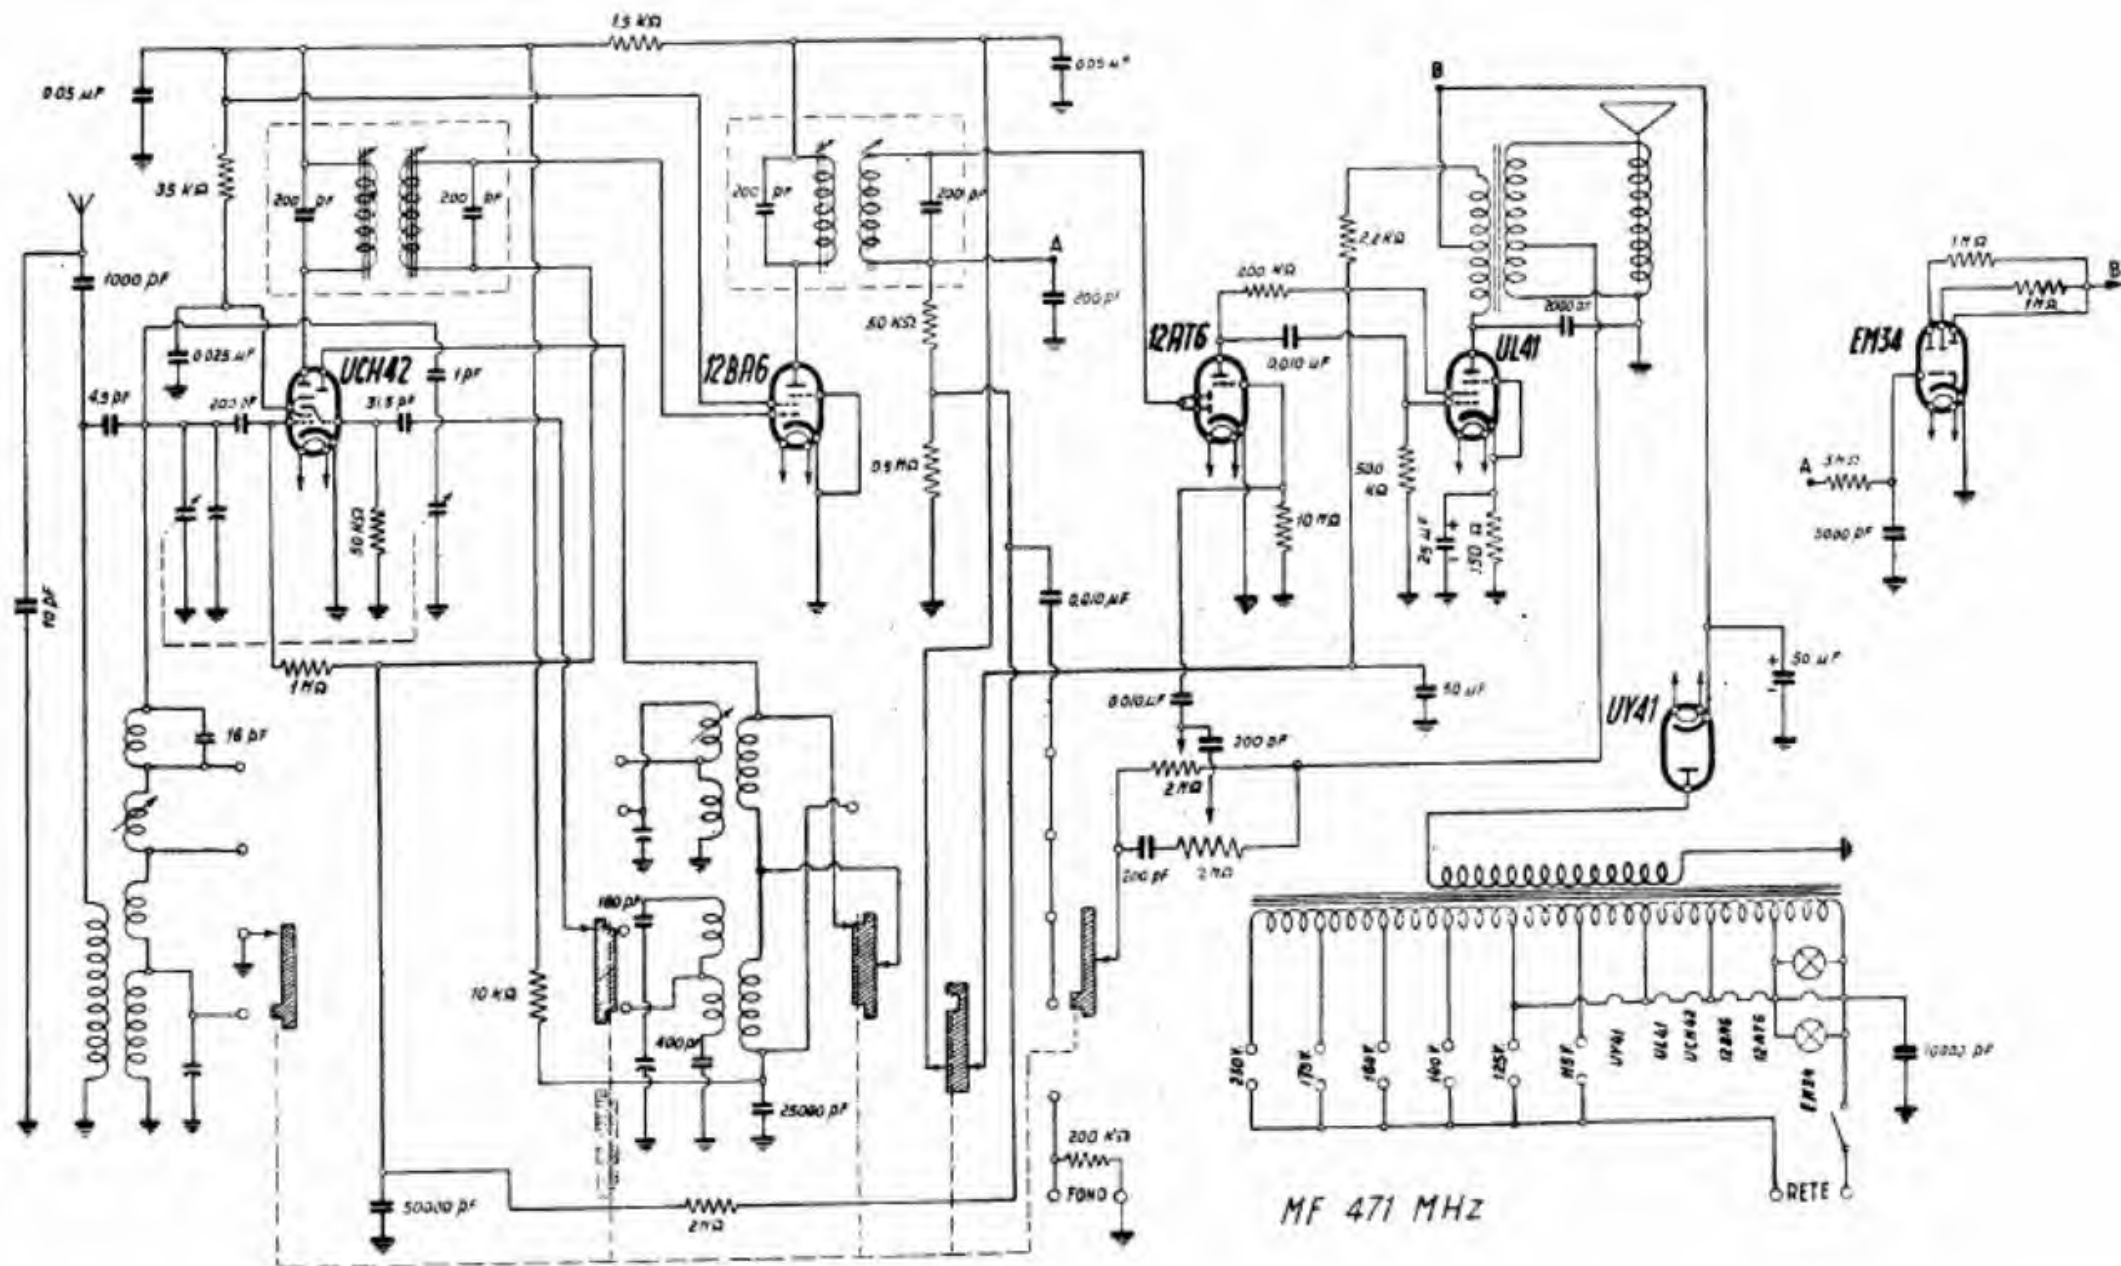 1.5 KΩ
0.05 µF
0.05 µF
B
35 KΩ
200 pF
200 pF
200 pF
200 pF
A
2,2 KΩ
1 MΩ
1000 pF
200 pF
200 KΩ
2000 pF
1 MΩ
B
0.025 µF
50 KΩ
12AT6
UL41
EM34
UCH42
1 pF
12BA6
0,010 µF
4,5 pF
200 pF
31,5 pF
0.5 MΩ
500 KΩ
A
3 MΩ
50 KΩ
10 MΩ
25 µF
150 Ω
5000 pF
10 pF
0,010 µF
1 MΩ
50 µF
50 µF
0.010 µF
UY41
16 pF
200 pF
2 MΩ
200 pF
2 MΩ
180 pF
10 KΩ
400 pF
25000 pF
220V
175V
160V
140V
125V
UY41
UL41
UCH42
12BA6
12AT6
EM34
10000 pF
200 KΩ
FONO
RETE
50000 pF
2 MΩ
MF 471 MHz